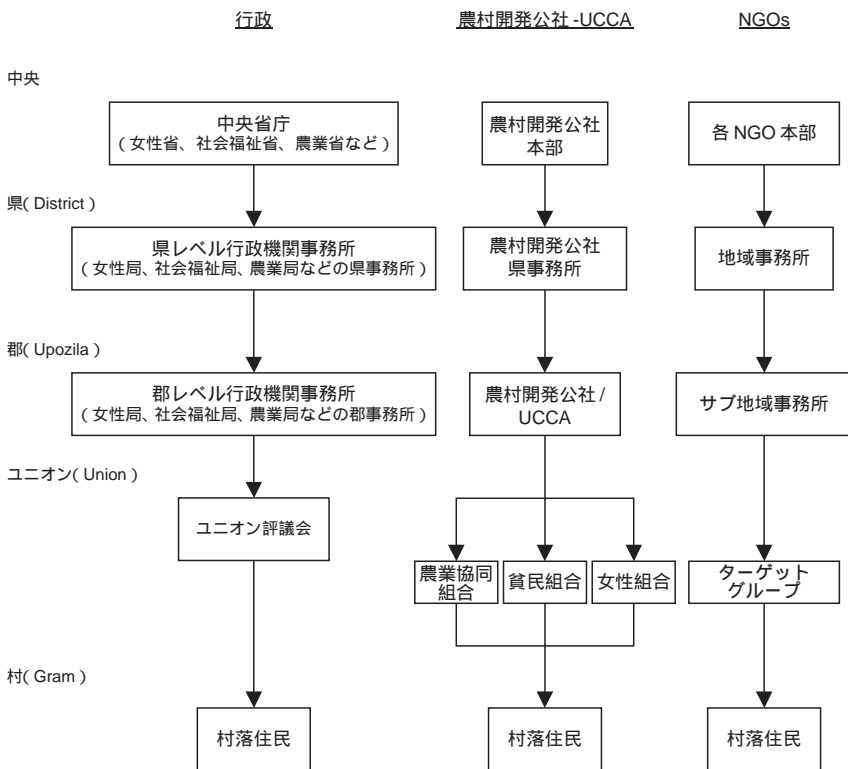 行政
農村開発公社-UCCA
NGOs
中央
中央省庁
(女性省、社会福祉省、農業省など)
農村開発公社
本部
各NGO本部
県(District)
県レベル行政機関事務所
(女性局、社会福祉局、農業局などの県事務所)
農村開発公社
県事務所
地域事務所
郡(Upozila)
郡レベル行政機関事務所
(女性局、社会福祉局、農業局などの郡事務所)
農村開発公社/
UCCA
サブ地域事務所
ユニオン(Union)
ユニオン評議会
農業協同
組合
貧民組合
女性組合
ターゲット
グループ
村(Gram)
村落住民
村落住民
村落住民